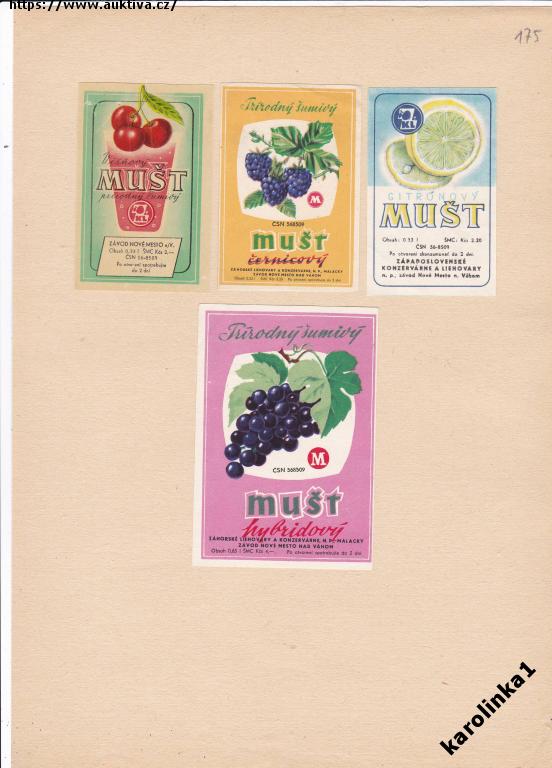 https://www.auktiva.cz/
175
Višňový
MUŠT
prírodný šumivý
ZÁVOD NOVÉ MESTO n/V.
Obsah 0,33 l ŠMC Kčs 2,—
ČSN 56-8509
Po otvorení spotrebujte
do 2 dní
Prírodný šumivý
M
ČSN 568509
mušt
černicový
ZÁHORSKÉ LIEHOVARY A KONZERVÁRNE, N. P., MALACKY
ZÁVOD NOVÉ MESTO NAD VÁHOM
CITRÓNOVÝ
MUŠT
Obsah: 0.33 l ŠMC: Kčs 2.20
ČSN 56-8509
Po otvorení skonzumovať do 2 dní.
ZÁPADOSLOVENSKÉ
KONZERVÁRNE A LIEHOVARY
n. p., závod Nové Mesto n. Váhom
Prírodný šumivý
M
ČSN 568509
mušt
hybridový
ZÁHORSKÉ LIEHOVARY A KONZERVÁRNE, N. P., MALACKY
ZÁVOD NOVÉ MESTO NAD VÁHOM
Obsah 0,65 l ŠMC Kčs 4,— Po otvorení spotrebujte do 2 dní
karolinka1